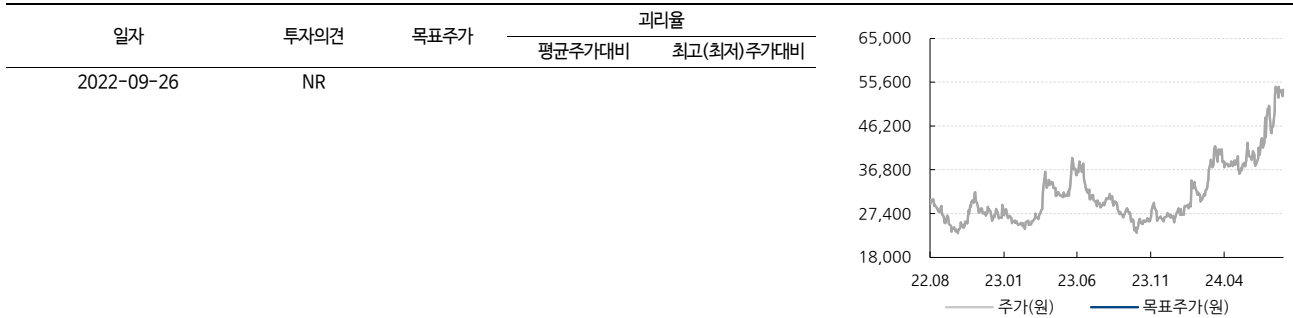 일자 투자의견 목표주가 괴리율
평균주가대비 최고(최저)주가대비
2022-09-26 NR
65,000
55,600
46,200
36,800
27,400
18,000
22.08 23.01 23.06 23.11 24.04
주가(원) 목표주가(원)